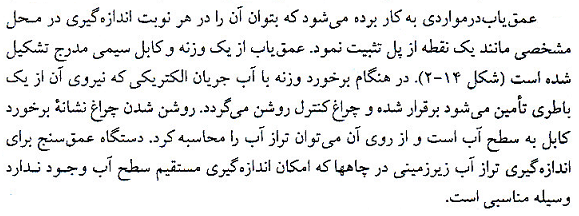 عمق‌یاب درمواردی به کار برده می‌شود که بتوان آن را در هر نوبت اندازه‌گیری در محل
مشخصی مانند یک نقطه از پل تثبیت نمود. عمق‌یاب از یک وزنه و کابل سیمی مدرج تشکیل
شده است (شکل ۱۴-۲). در هنگام برخورد وزنه با آب جریان الکتریکی که نیروی آن از یک
باطری تأمین می‌شود برقرار شده و چراغ کنترل روشن می‌گردد. روشن شدن چراغ نشانهٔ برخورد
کابل به سطح آب است و از روی آن می‌توان تراز آب را محاسبه کرد. دستگاه عمق‌سنج برای
اندازه‌گیری تراز آب زیرزمینی در چاهها که امکان اندازه‌گیری مستقیم سطح آب وجود ندارد
وسیله مناسبی است.